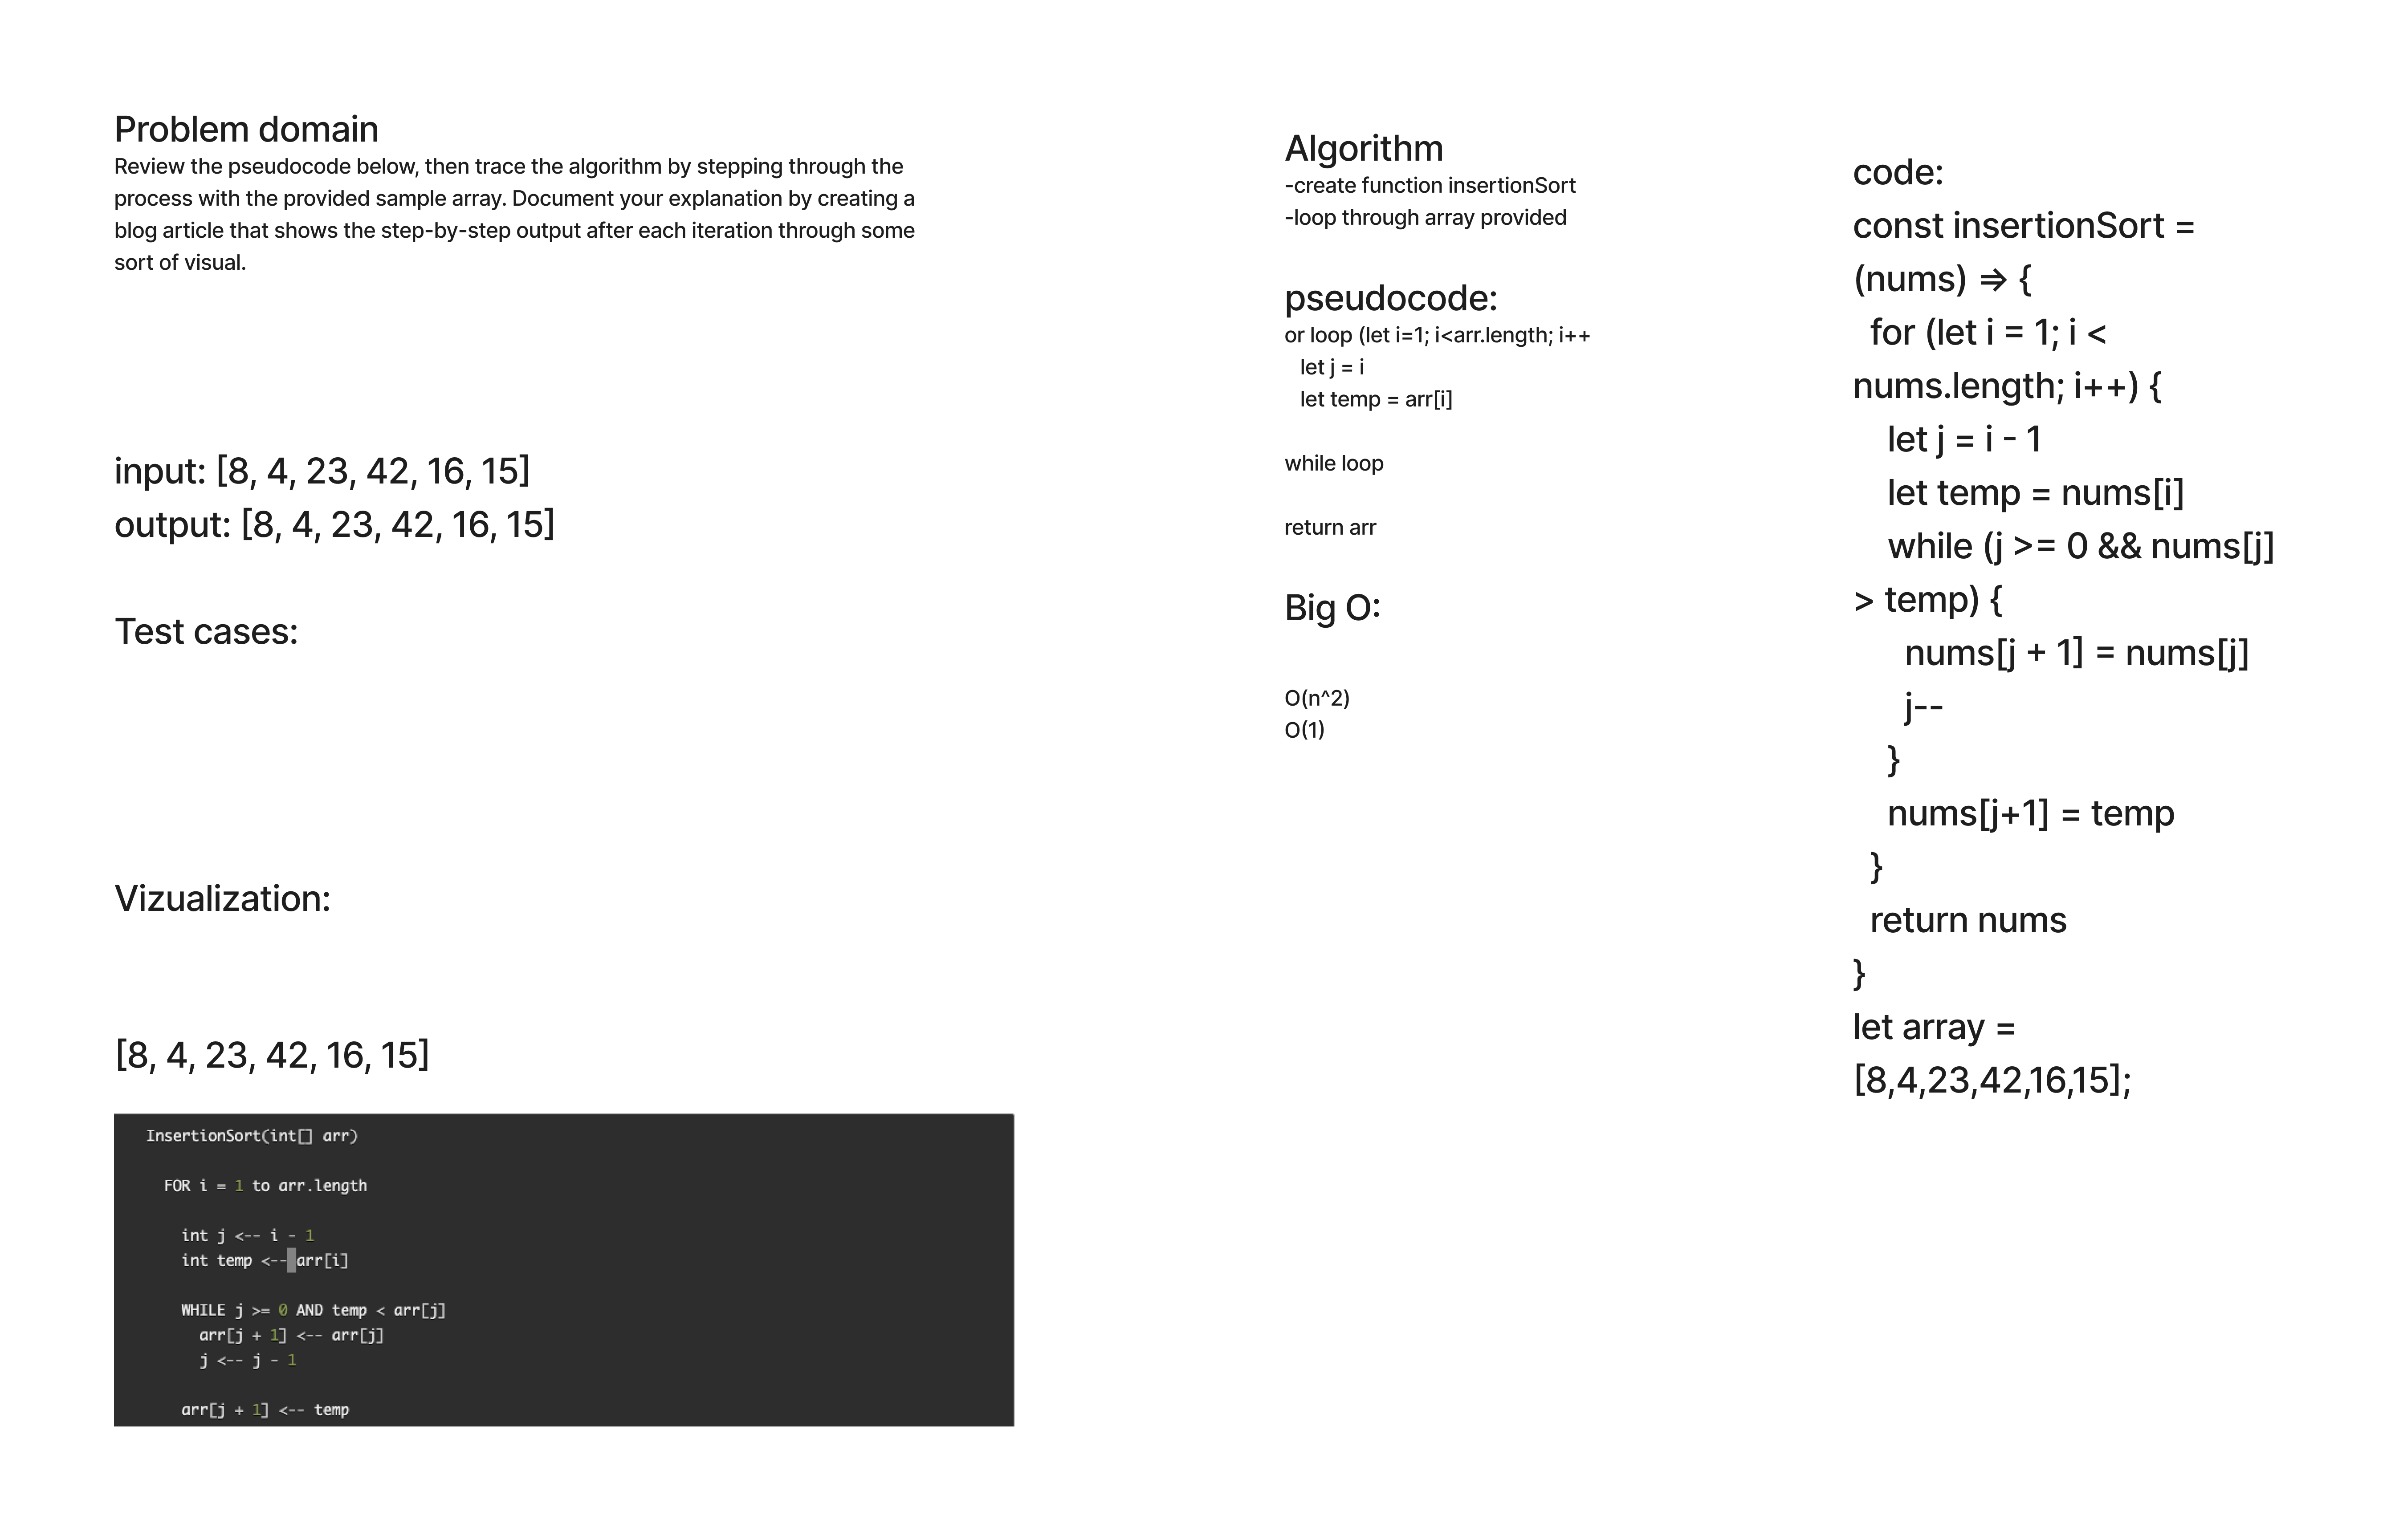 Problem domain
Review the pseudocode below, then trace the algorithm by stepping through the
process with the provided sample array. Document your explanation by creating a
blog article that shows the step-by-step output after each iteration through some
sort of visual.
input: [8, 4, 23, 42, 16, 15]
output: [8, 4, 23, 42, 16, 15]
Test cases:
Vizualization:
[8, 4, 23, 42, 16, 15]
InsertionSort(int[] arr)
FOR i = 1 to arr.length
int j <-- i - 1
int temp <-- arr[i]
WHILE j >= 0 AND temp < arr[j]
arr[j + 1] <-- arr[j]
j <-- j - 1
arr[j + 1] <-- temp
Algorithm
-create function insertionSort
-loop through array provided
pseudocode:
or loop (let i=1; i<arr.length; i++
let j = i
let temp = arr[i]
while loop
return arr
Big O:
O(n^2)
O(1)
code:
const insertionSort =
(nums) => {
for (let i = 1; i <
nums.length; i++) {
let j = i - 1
let temp = nums[i]
while (j >= 0 && nums[j]
> temp) {
nums[j + 1] = nums[j]
j--
}
nums[j+1] = temp
}
return nums
}
let array =
[8,4,23,42,16,15];